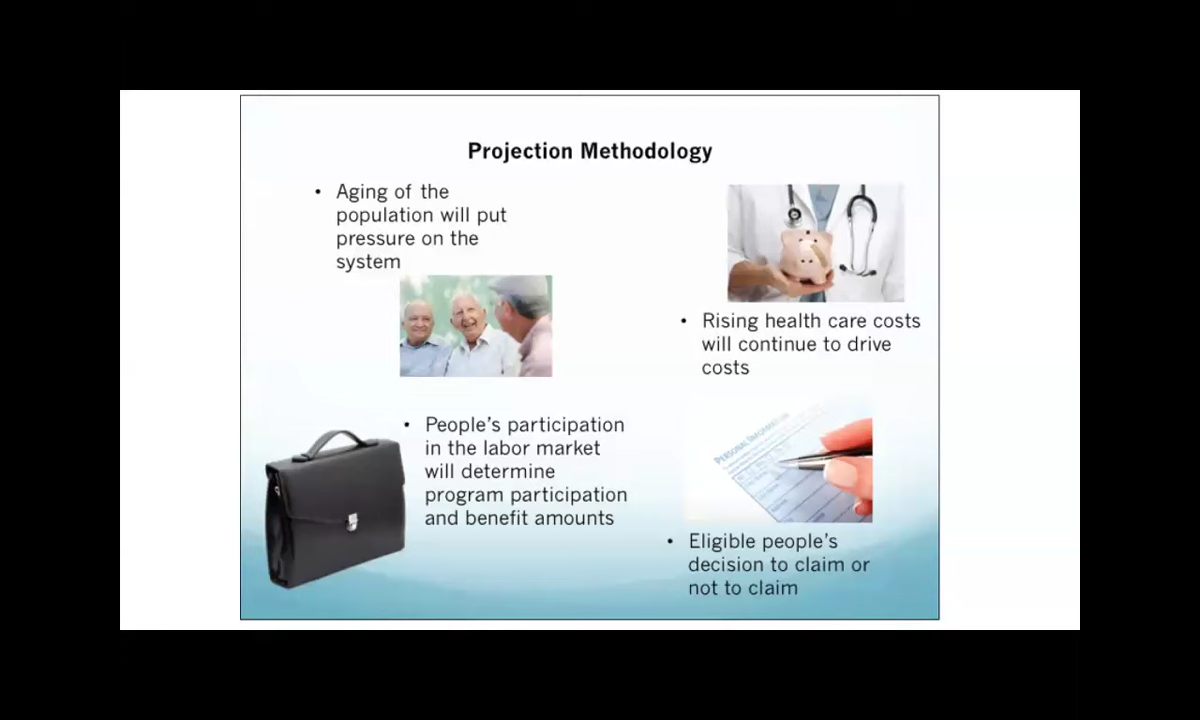 Projection Methodology
• Aging of the
population will put
pressure on the
system
• Rising health care costs
will continue to drive
costs
• People's participation
in the labor market
will determine
program participation
and benefit amounts
PERSONAL INFORMATION
• Eligible people's
decision to claim or
not to claim